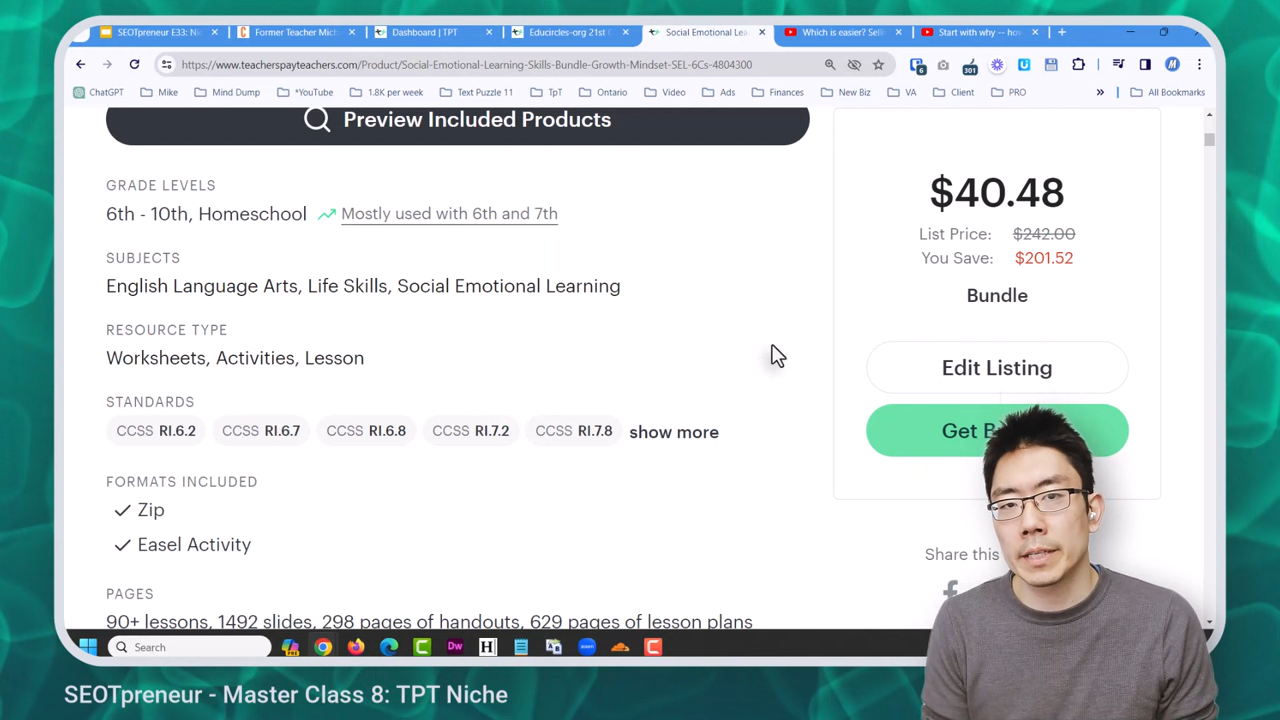 SEOTpreneur E33: Nic
Former Teacher Mich
Dashboard | TPT
Educircles-org 21st C
Social Emotional Lea
Which is easier? Selli
Start with why -- how
https://www.teacherspayteachers.com/Product/Social-Emotional-Learning-Skills-Bundle-Growth-Mindset-SEL-6Cs-4804300
6
301
ChatGPT
Mike
Mind Dump
*YouTube
1.8K per week
Text Puzzle 11
TpT
Ontario
Video
Ads
Finances
New Biz
VA
Client
PRO
»
All Bookmarks
Preview Included Products
GRADE LEVELS
6th - 10th, Homeschool
Mostly used with 6th and 7th
SUBJECTS
English Language Arts, Life Skills, Social Emotional Learning
RESOURCE TYPE
Worksheets, Activities, Lesson
STANDARDS
CCSS RI.6.2
CCSS RI.6.7
CCSS RI.6.8
CCSS RI.7.2
CCSS RI.7.8
show more
FORMATS INCLUDED
Zip
Easel Activity
PAGES
90+ lessons, 1492 slides, 298 pages of handouts, 629 pages of lesson plans
$40.48
List Price: $242.00
You Save: $201.52
Bundle
Edit Listing
Get B
Share this
Search
Dw
H
zoom
SEOTpreneur - Master Class 8: TPT Niche